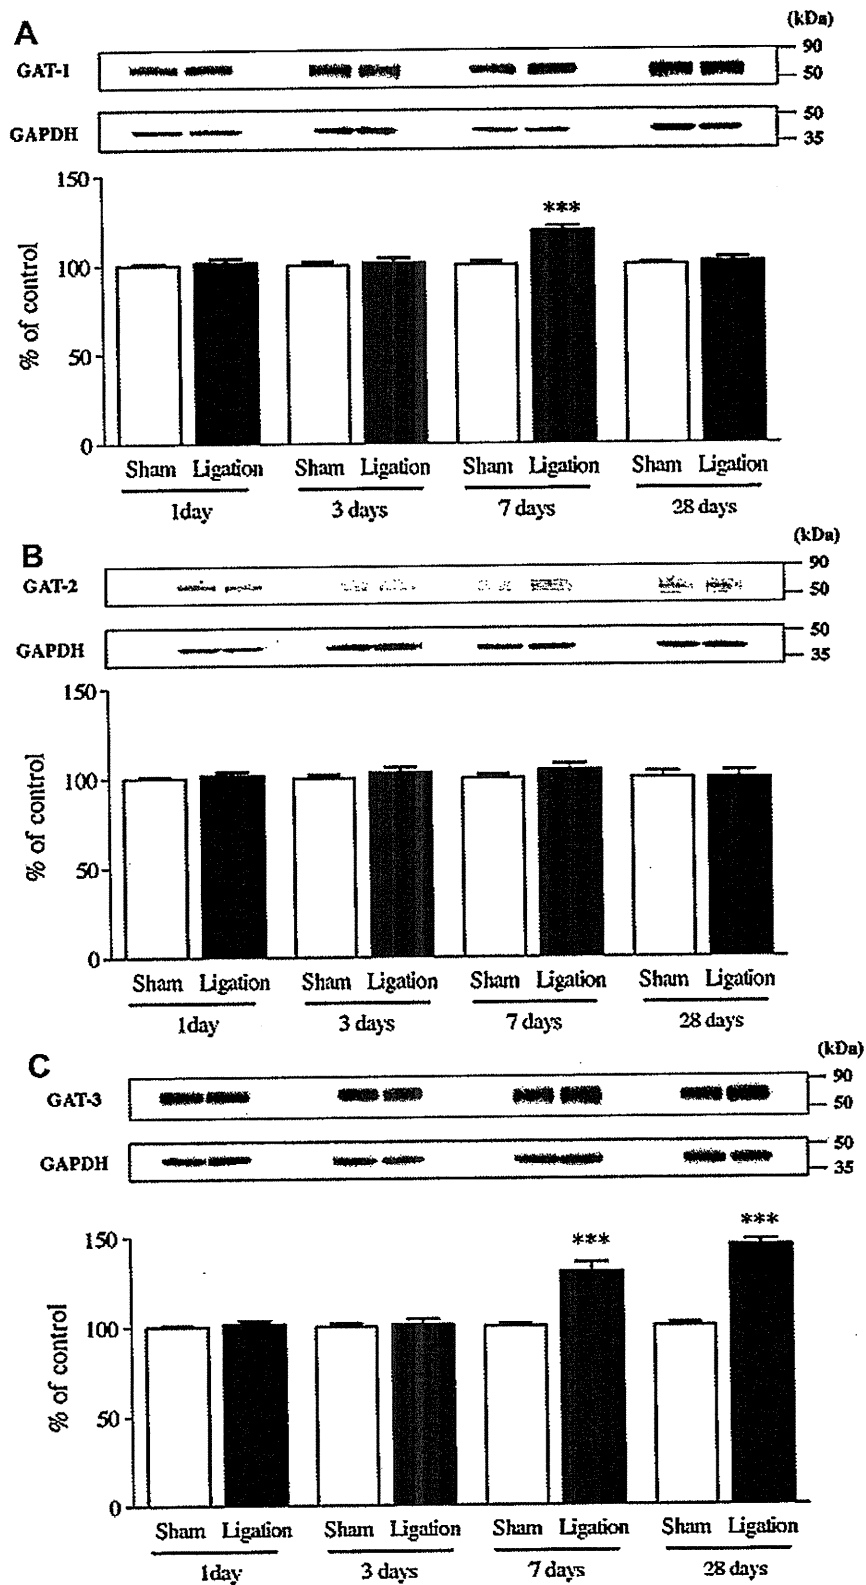 A
(kDa)
GAT-1
90
50
GAPDH
50
35
% of control
150
100
50
0
***
Sham Ligation Sham Ligation Sham Ligation Sham Ligation
1day 3 days 7 days 28 days
B
(kDa)
GAT-2
90
50
GAPDH
50
35
% of control
150
100
50
0
Sham Ligation Sham Ligation Sham Ligation Sham Ligation
1day 3 days 7 days 28 days
C
(kDa)
GAT-3
90
50
GAPDH
50
35
% of control
150
100
50
0
*** ***
Sham Ligation Sham Ligation Sham Ligation Sham Ligation
1day 3 days 7 days 28 days